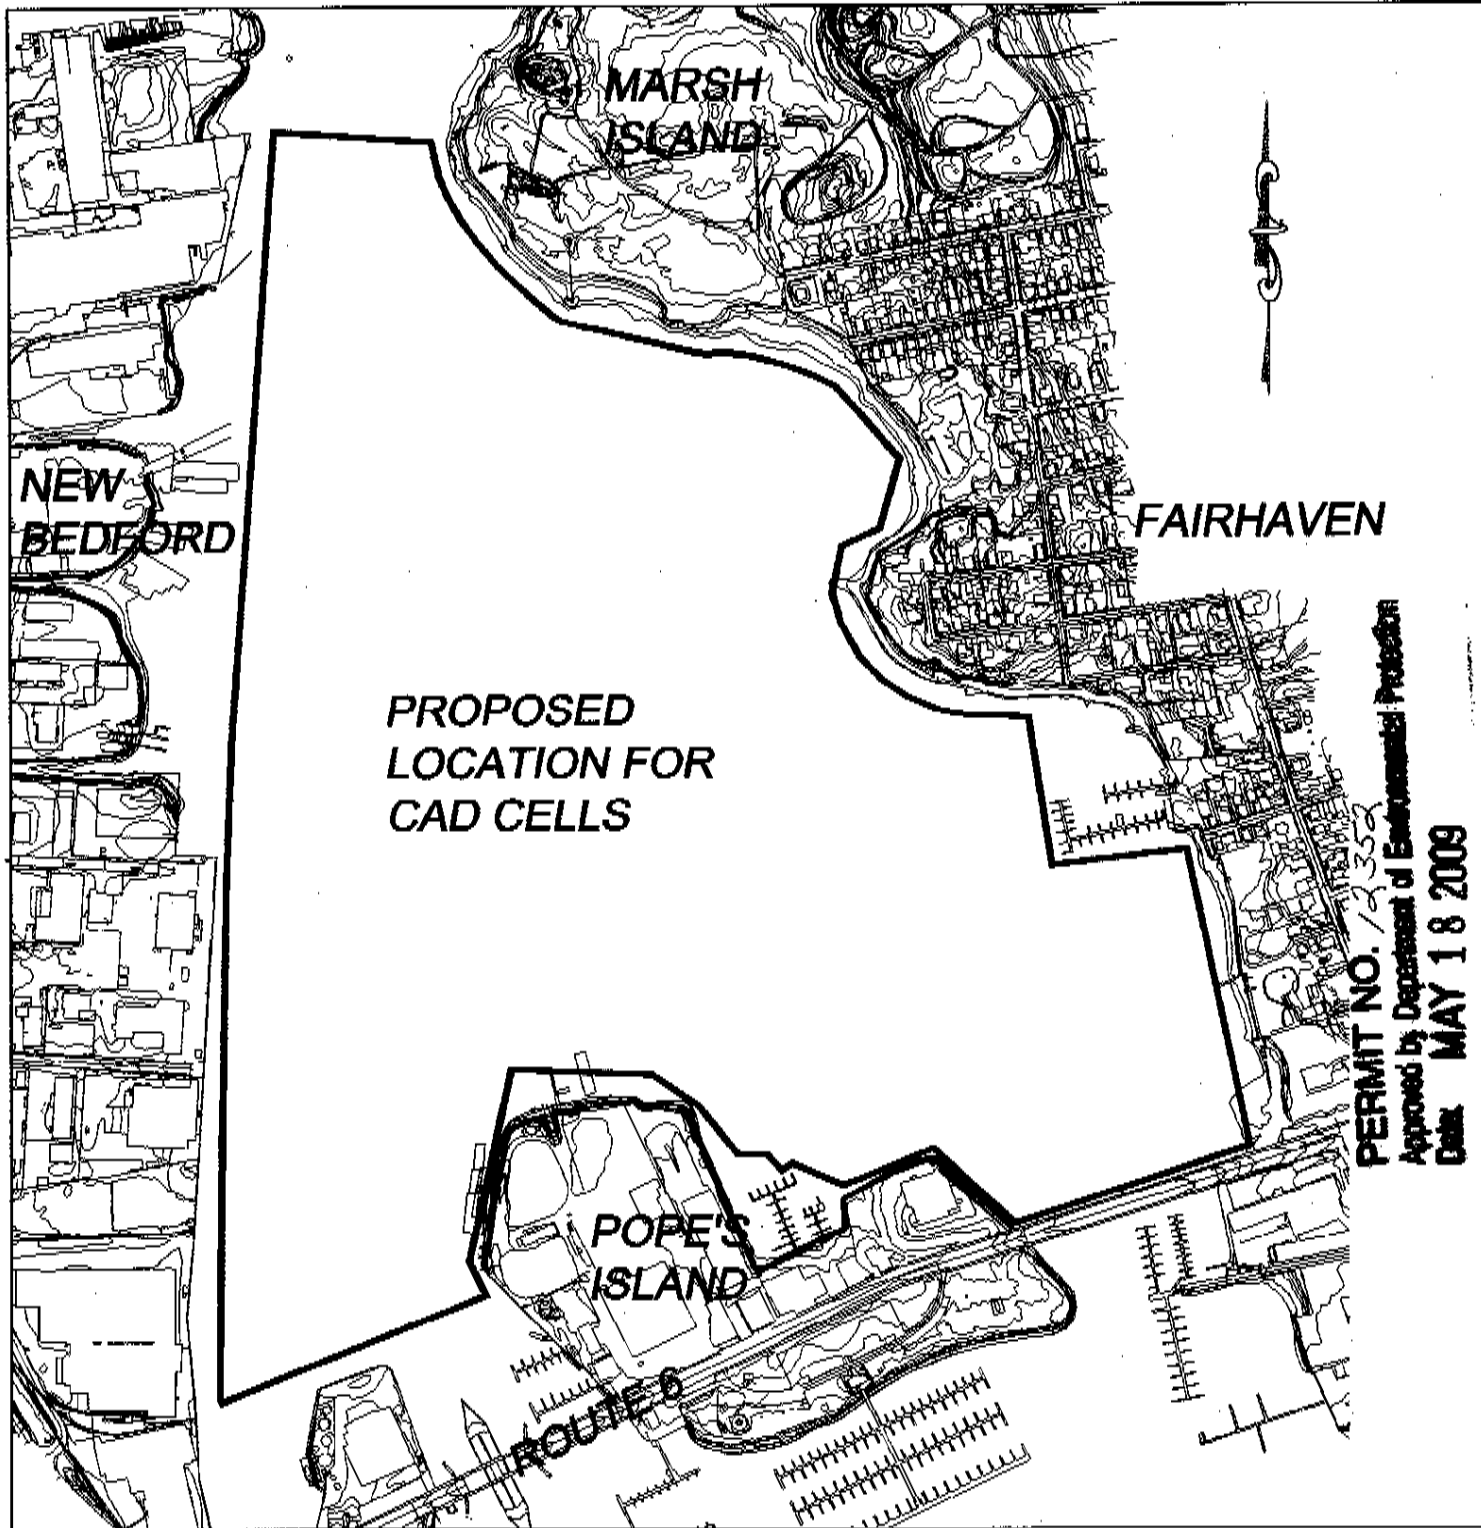 MARSH
ISLAND
NEW
BEDFORD
FAIRHAVEN
PROPOSED
LOCATION FOR
CAD CELLS
POPE'S
ISLAND
ROUTE 6
PERMIT NO. 12352
Approved by Department of Environmental Protection
Date: MAY 18 2009